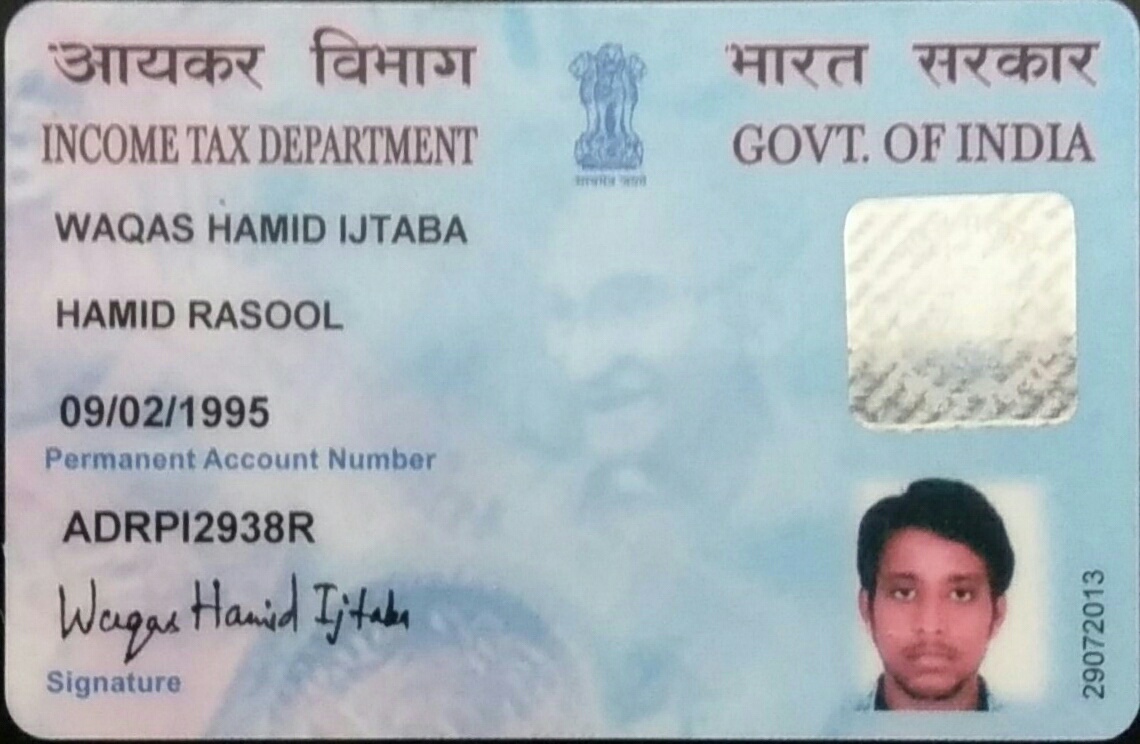 आयकर विभाग
भारत सरकार
INCOME TAX DEPARTMENT
GOVT. OF INDIA
सत्यमेव जयते
WAQAS HAMID IJTABA
HAMID RASOOL
09/02/1995
Permanent Account Number
ADRPI2938R
Waqas Hamid Ijtaba
Signature
29072013